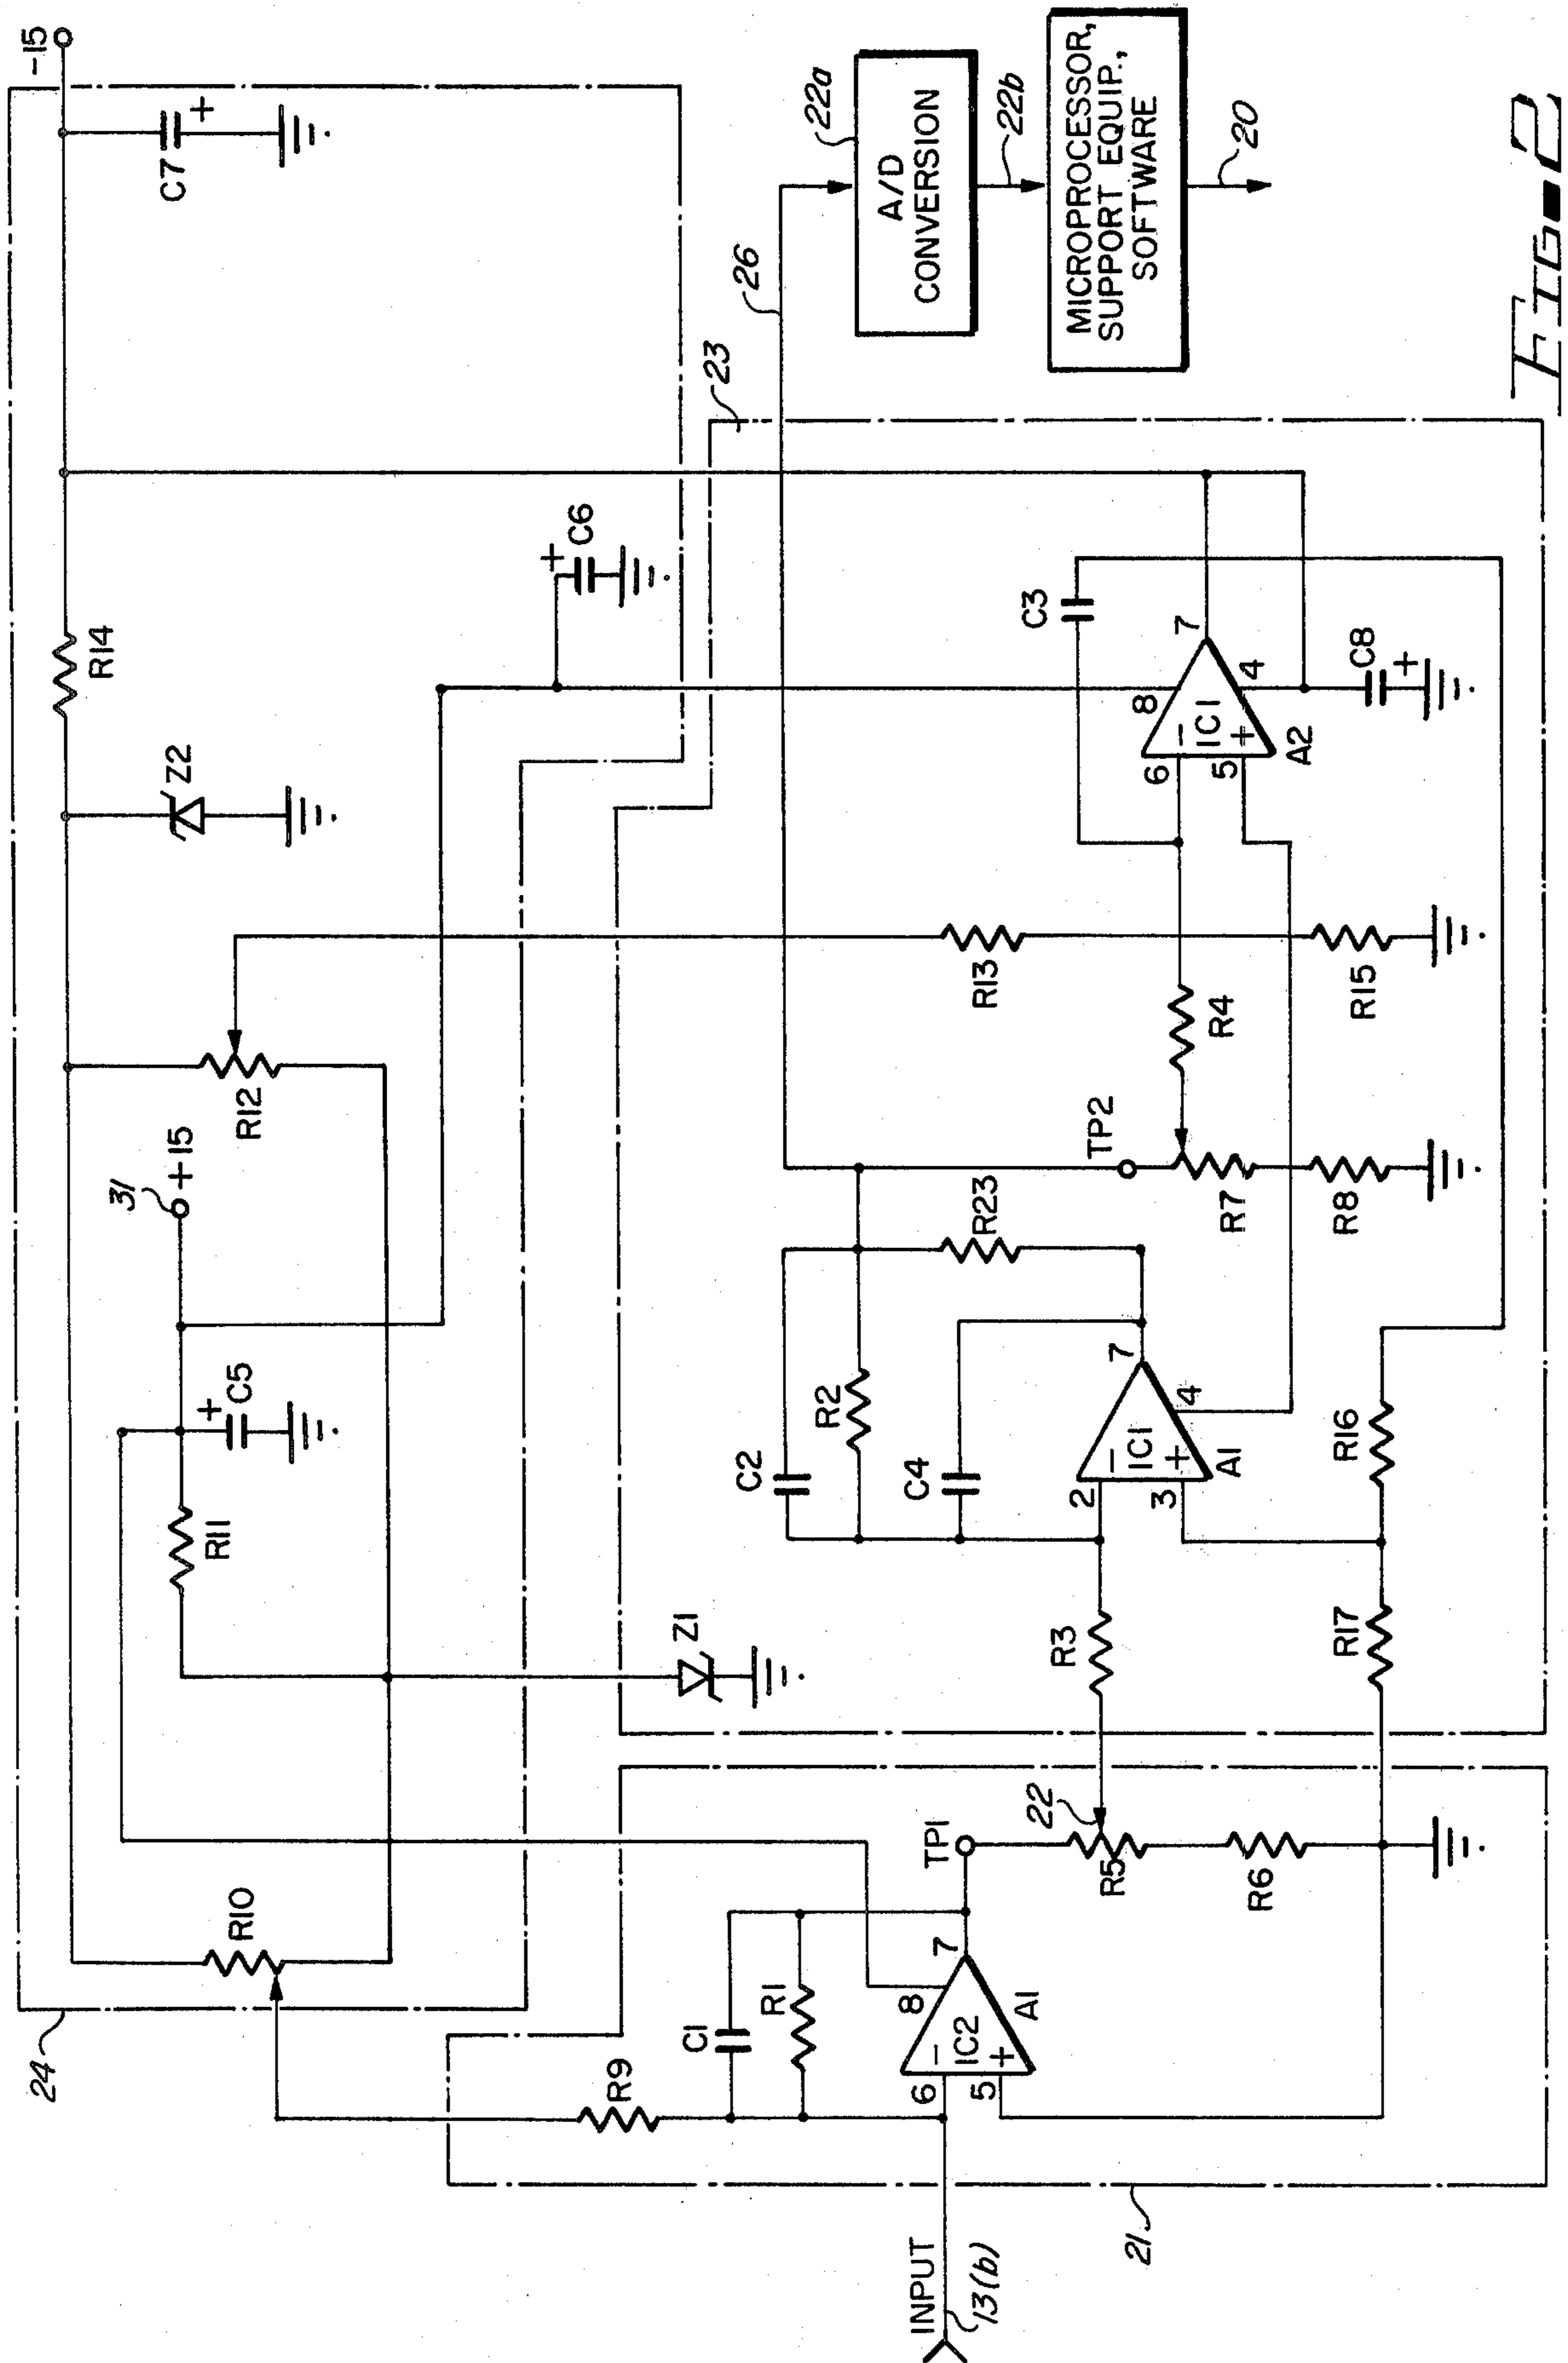 -15
C7
+
R14
Z2
C6
+
R12
31
+15
C5
+
R11
R10
24
Z1
22a
A/D
CONVERSION
22b
MICROPROCESSOR,
SUPPORT EQUIP.,
SOFTWARE
20
26
23
C3
8
7
6
-
IC1
5
+
4
A2
C8
+
R13
R15
R4
TP2
R7
R8
R23
R2
C2
C4
7
2
-
IC1
3
+
4
A1
R16
R3
R17
22
TP1
R5
R6
C1
R1
R9
8
7
6
-
IC2
5
+
A1
INPUT
13(b)
21
FIG-2